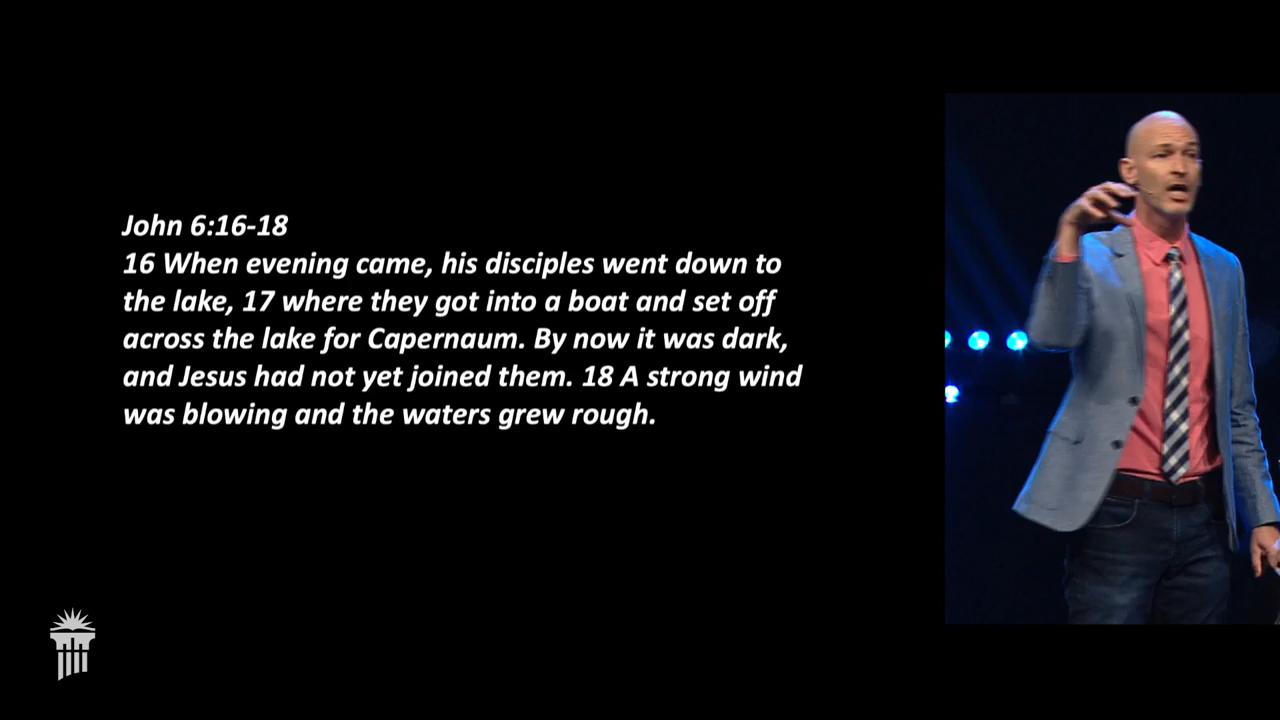 John 6:16-18
16 When evening came, his disciples went down to
the lake, 17 where they got into a boat and set off
across the lake for Capernaum. By now it was dark,
and Jesus had not yet joined them. 18 A strong wind
was blowing and the waters grew rough.